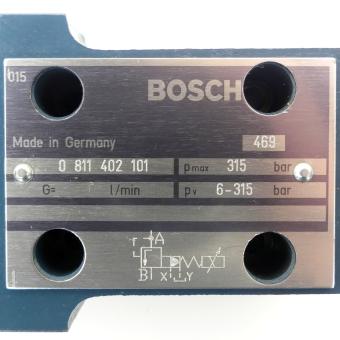 015
BOSCH
Made in Germany 469
0 811 402 101 pmax 315 bar
G= l/min pv 6-315 bar
A
B X Y